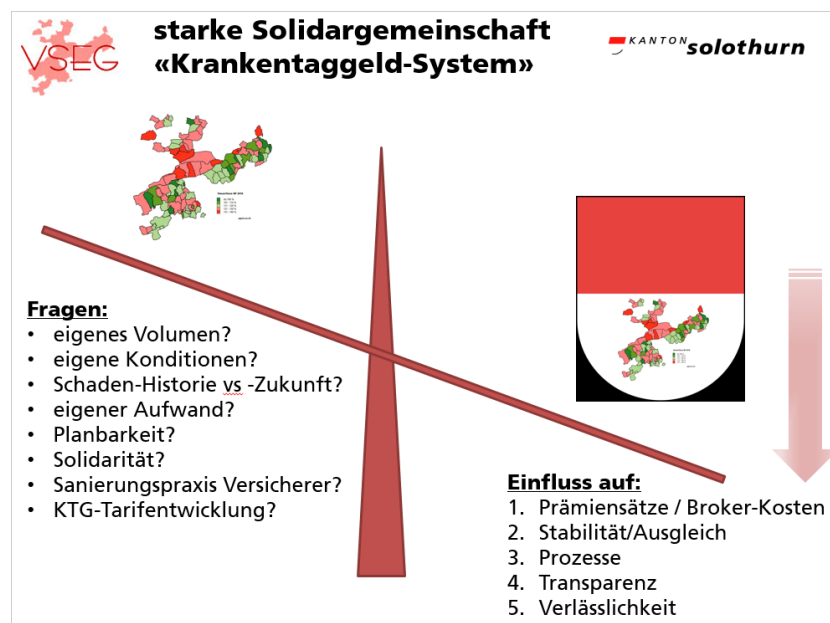 VSEG
starke Solidargemeinschaft
«Krankentaggeld-System»
KANTON solothurn
Fragen:
• eigenes Volumen?
• eigene Konditionen?
• Schaden-Historie vs -Zukunft?
• eigener Aufwand?
• Planbarkeit?
• Solidarität?
• Sanierungspraxis Versicherer?
• KTG-Tarifentwicklung?
Einfluss auf:
1. Prämiensätze / Broker-Kosten
2. Stabilität/Ausgleich
3. Prozesse
4. Transparenz
5. Verlässlichkeit